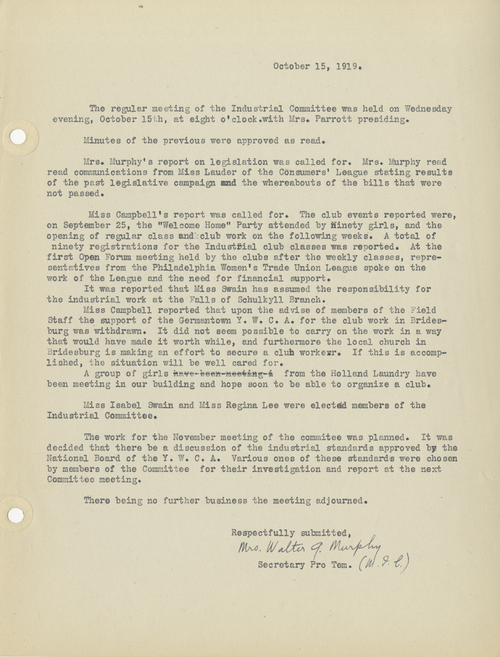 October 15, 1919.
The regular meeting of the Industrial Committee was held on Wednesday
evening, October 15th, at eight o'clock.with Mrs. Parrott presiding.
Minutes of the previous were approved as read.
Mrs. Murphy's report on legislation was called for. Mrs. Murphy read
read communications from Miss Lauder of the Consumers' League stating results
of the past legislative campaign and the whereabouts of the bills that were
not passed.
Miss Campbell's report was called for. The club events reported were,
on September 25, the "Welcome Home" Party attended by Ninety girls, and the
opening of regular class and club work on the following weeks. A total of
ninety registrations for the Industrial club classes was reported. At the
first Open Forum meeting held by the clubs after the weekly classes, repre-
sentatives from the Philadelphia Women's Trade Union League spoke on the
work of the League and the need for financial support.
It was reported that Miss Swain has assumed the responsibility for
the industrial work at the Falls of Schulkyll Branch.
Miss Campbell reported that upon the advise of members of the Field
Staff the support of the Germantown Y. W. C. A. for the club work in Brides-
burg was withdrawn. It did not seem possible to carry on the work in a way
that would have made it worth while, and furthermore the local church in
Bridesburg is making an effort to secure a club worker. If this is accomp-
lished, the situation will be well cared for.
A group of girls have been meeting a from the Holland Laundry have
been meeting in our building and hope soon to be able to organize a club.
Miss Isabel Swain and Miss Regina Lee were elected members of the
Industrial Committee.
The work for the November meeting of the commitee was planned. It was
decided that there be a discussion of the industrial standards approved by the
National Board of the Y. W. C. A. Various ones of these standards were chosen
by members of the Committee for their investigation and report at the next
Committee meeting.
There being no further business the meeting adjourned.
Respectfully submitted,
Mrs. Walter J. Murphy
Secretary Pro Tem.